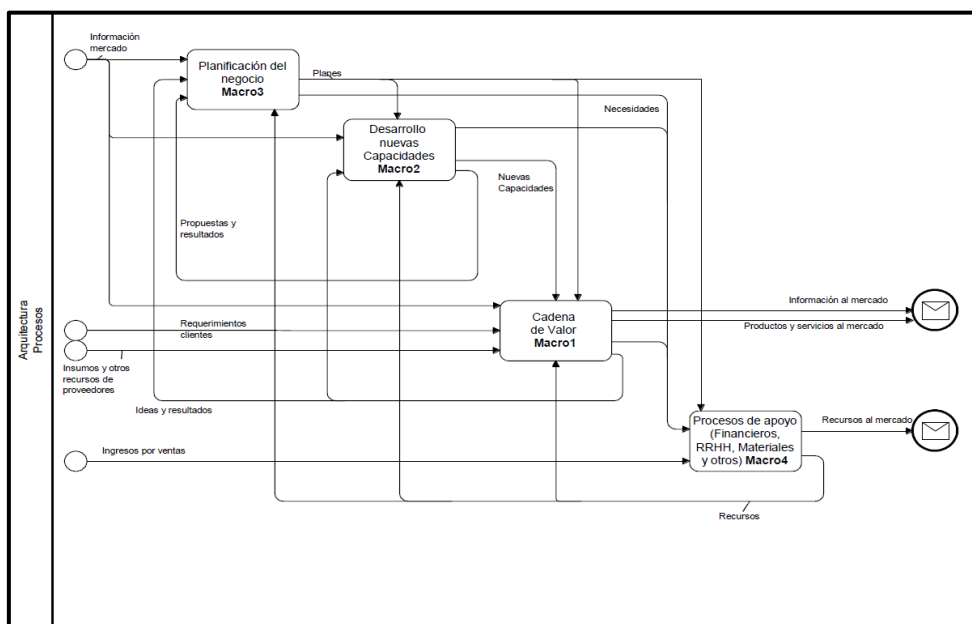 Arquitectura
Procesos
Información
mercado
Planificación del
negocio
Macro3
Planes
Necesidades
Desarrollo
nuevas
Capacidades
Macro2
Nuevas
Capacidades
Propuestas y
resultados
Cadena
de Valor
Macro1
Información al mercado
Productos y servicios al mercado
Requerimientos
clientes
Insumos y otros
recursos de
proveedores
Ideas y resultados
Procesos de apoyo
(Financieros,
RRHH, Materiales
y otros) Macro4
Recursos al mercado
Ingresos por ventas
Recursos